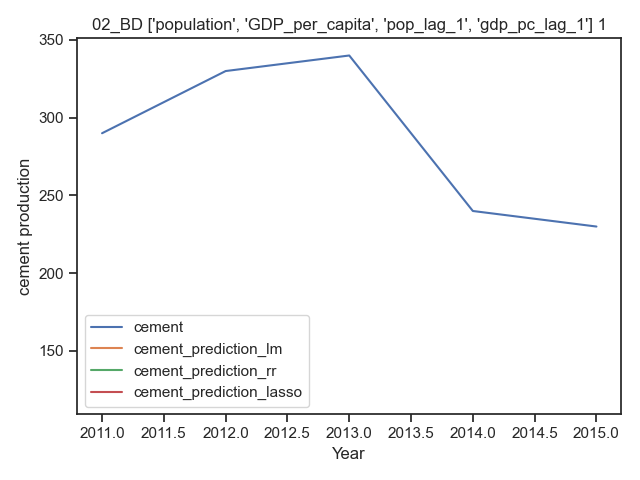 02_BD ['population', 'GDP_per_capita', 'pop_lag_1', 'gdp_pc_lag_1'] 1
350
300
250
200
150
cement production
cement
cement_prediction_lm
cement_prediction_rr
cement_prediction_lasso
2011.0 2011.5 2012.0 2012.5 2013.0 2013.5 2014.0 2014.5 2015.0
Year